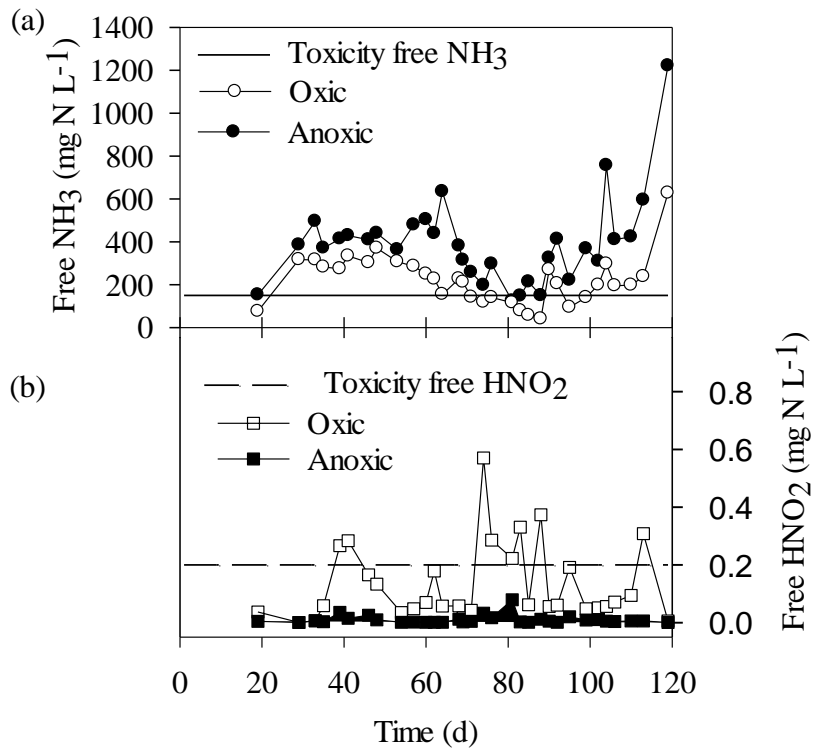 (a)
1400
1200
1000
800
600
400
200
0
Free NH3 (mg N L-1)
Toxicity free NH3
Oxic
Anoxic
(b)
Toxicity free HNO2
Oxic
Anoxic
0.8
0.6
0.4
0.2
0.0
Free HNO2 (mg N L-1)
0 20 40 60 80 100 120
Time (d)